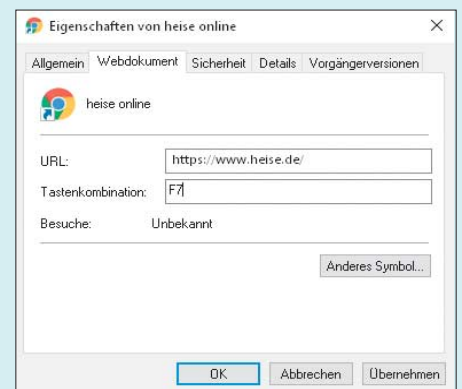 Eigenschaften von heise online
Allgemein Webdokument Sicherheit Details Vorgängerversionen
heise online
URL: https://www.heise.de/
Tastenkombination: F7
Besuche: Unbekannt
Anderes Symbol...
OK Abbrechen Übernehmen